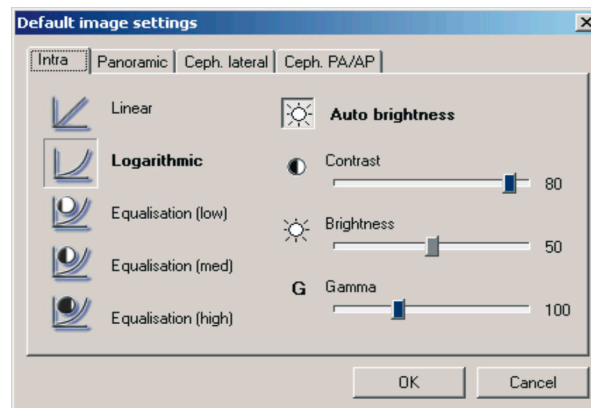 Default image settings
Intra Panoramic Ceph. lateral Ceph. PA/AP
Linear
Logarithmic
Equalisation (low)
Equalisation (med)
Equalisation (high)
Auto brightness
Contrast
80
Brightness
50
G Gamma
100
OK Cancel